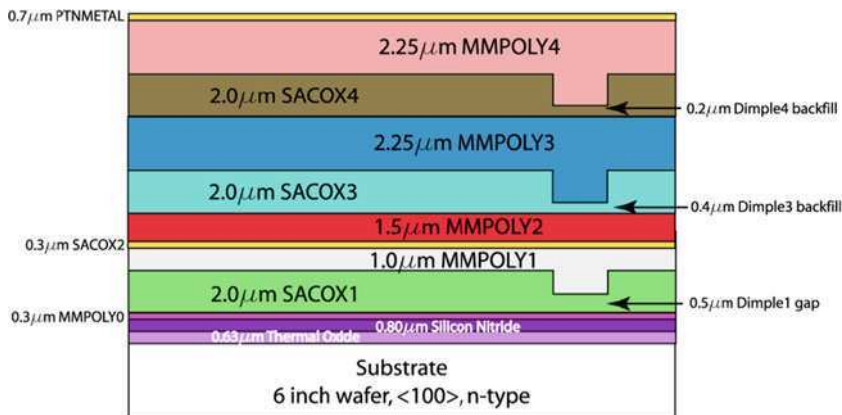 0.7μm PTNMETAL
2.25μm MMPOLY4
2.0μm SACOX4
0.2μm Dimple4 backfill
2.25μm MMPOLY3
2.0μm SACOX3
0.4μm Dimple3 backfill
1.5μm MMPOLY2
0.3μm SACOX2
1.0μm MMPOLY1
2.0μm SACOX1
0.5μm Dimple1 gap
0.3μm MMPOLY0
0.80μm Silicon Nitride
0.63μm Thermal Oxide
Substrate
6 inch wafer, <100>, n-type